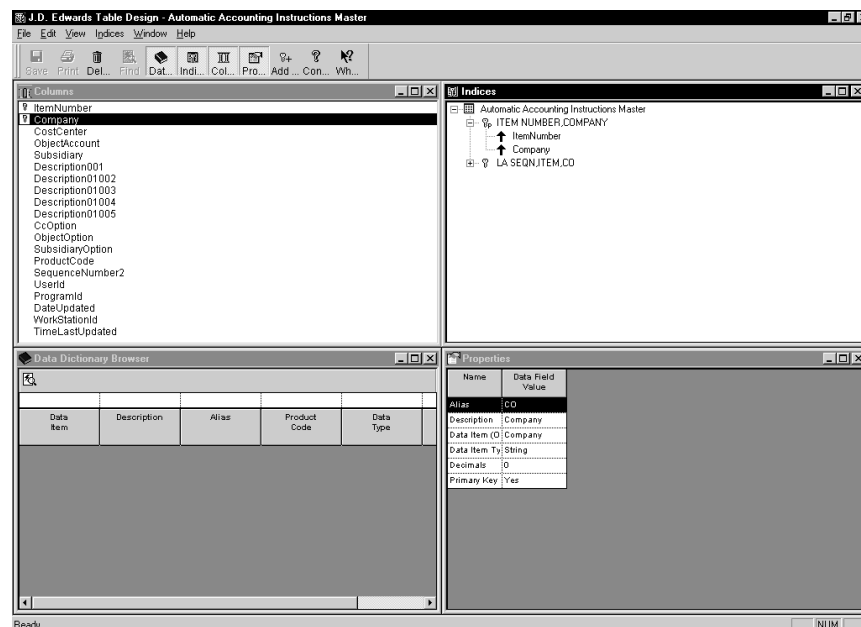 J.D. Edwards Table Design - Automatic Accounting Instructions Master
File Edit View Indices Window Help
Save Print Del... Find Dat... Indi... Col... Pro... Add ... Con... Wh...
Columns
ItemNumber
Company
CostCenter
ObjectAccount
Subsidiary
Description001
Description01002
Description01003
Description01004
Description01005
CcOption
ObjectOption
SubsidiaryOption
ProductCode
SequenceNumber2
UserId
ProgramId
DateUpdated
WorkStationId
TimeLastUpdated
Indices
Automatic Accounting Instructions Master
ITEM NUMBER,COMPANY
ItemNumber
Company
LA SEQN,ITEM,CO
Data Dictionary Browser
Data Item Description Alias Product Code Data Type
Properties
Name Data Field Value
Alias CO
Description Company
Data Item (O Company
Data Item Ty String
Decimals 0
Primary Key Yes
Ready NUM